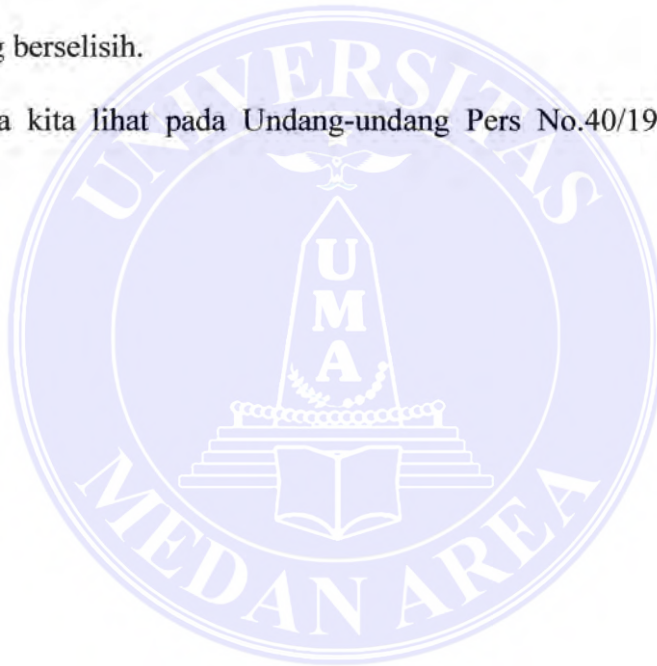 g berselisih.
a kita lihat pada Undang-undang Pers No.40/19
UNIVERSITAS
U
M
A
MEDAN AREA